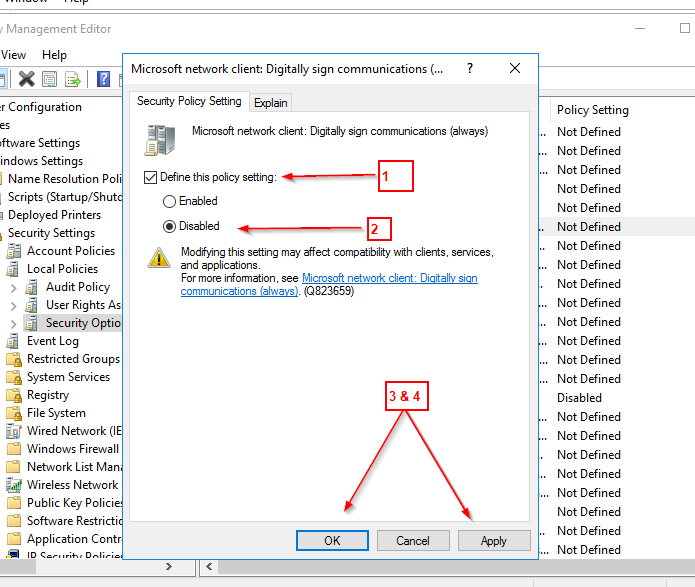 Window Help
y Management Editor
View Help
Microsoft network client: Digitally sign communications (...
?
Security Policy Setting
Explain
Microsoft network client: Digitally sign communications (always)
Define this policy setting:
1
Enabled
Disabled
2
Modifying this setting may affect compatibility with clients, services,
and applications.
For more information, see Microsoft network client: Digitally sign
communications (always). (Q823659)
3 & 4
OK
Cancel
Apply
er Configuration
es
oftware Settings
indows Settings
Name Resolution Poli
Scripts (Startup/Shutd
Deployed Printers
Security Settings
Account Policies
Local Policies
Audit Policy
User Rights As
Security Optio
Event Log
Restricted Groups
System Services
Registry
File System
Wired Network (IE
Windows Firewall
Network List Mana
Wireless Network
Public Key Policies
Software Restrictio
Application Contr
IP Security Policies
Policy Setting
... Not Defined
... Not Defined
... Not Defined
Not Defined
... Not Defined
... Not Defined
... Not Defined
... Not Defined
... Not Defined
... Not Defined
... Not Defined
... Not Defined
... Not Defined
... Not Defined
Disabled
... Not Defined
... Not Defined
... Not Defined
... Not Defined
... Not Defined
... Not Defined
... Not Defined
... Not Defined